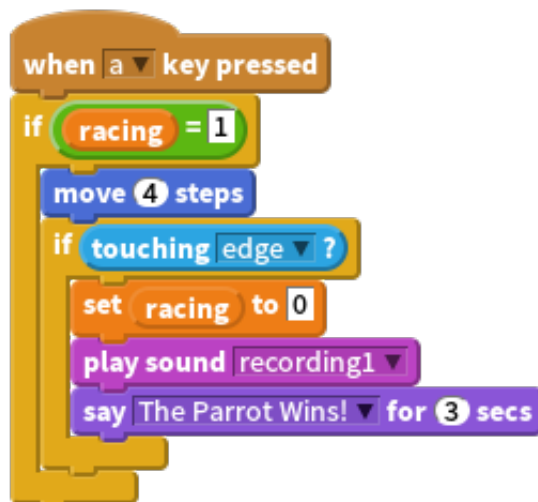 when a key pressed
if racing = 1
move 4 steps
if touching edge ?
set racing to 0
play sound recording1
say The Parrot Wins! for 3 secs